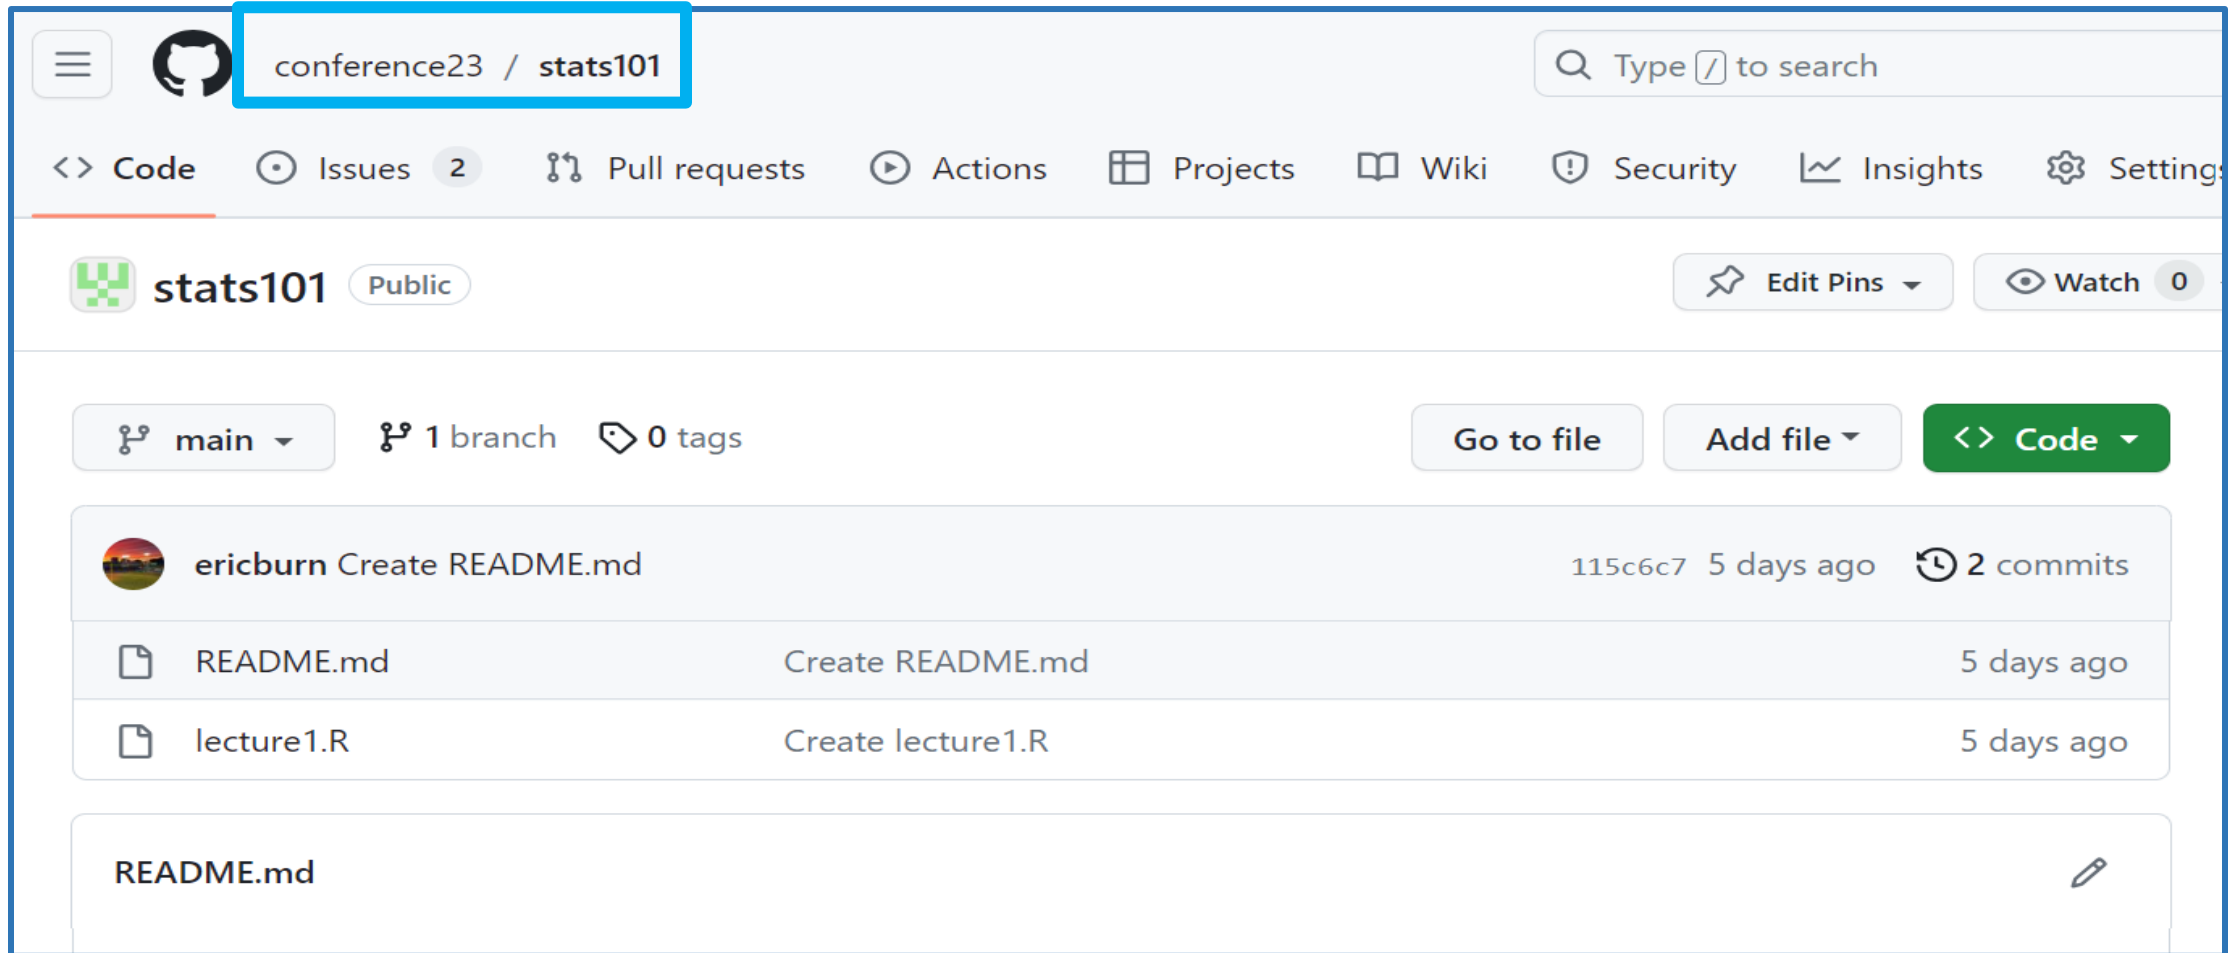 conference23 / stats101
Type / to search
Code Issues 2 Pull requests Actions Projects Wiki Security Insights Settings
stats101 Public
Edit Pins Watch 0
main 1 branch 0 tags
Go to file Add file Code
ericburn Create README.md 115c6c7 5 days ago 2 commits
README.md Create README.md 5 days ago
lecture1.R Create lecture1.R 5 days ago
README.md